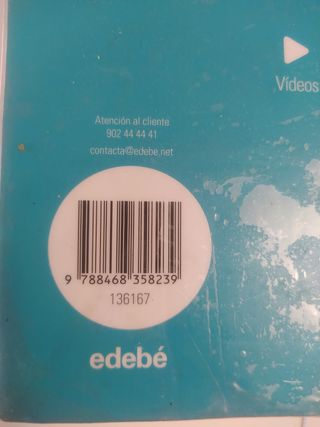 Vídeos
Atención al cliente
902 44 44 41
contacta@edebe.net
9 788468 358239
136167
edebé